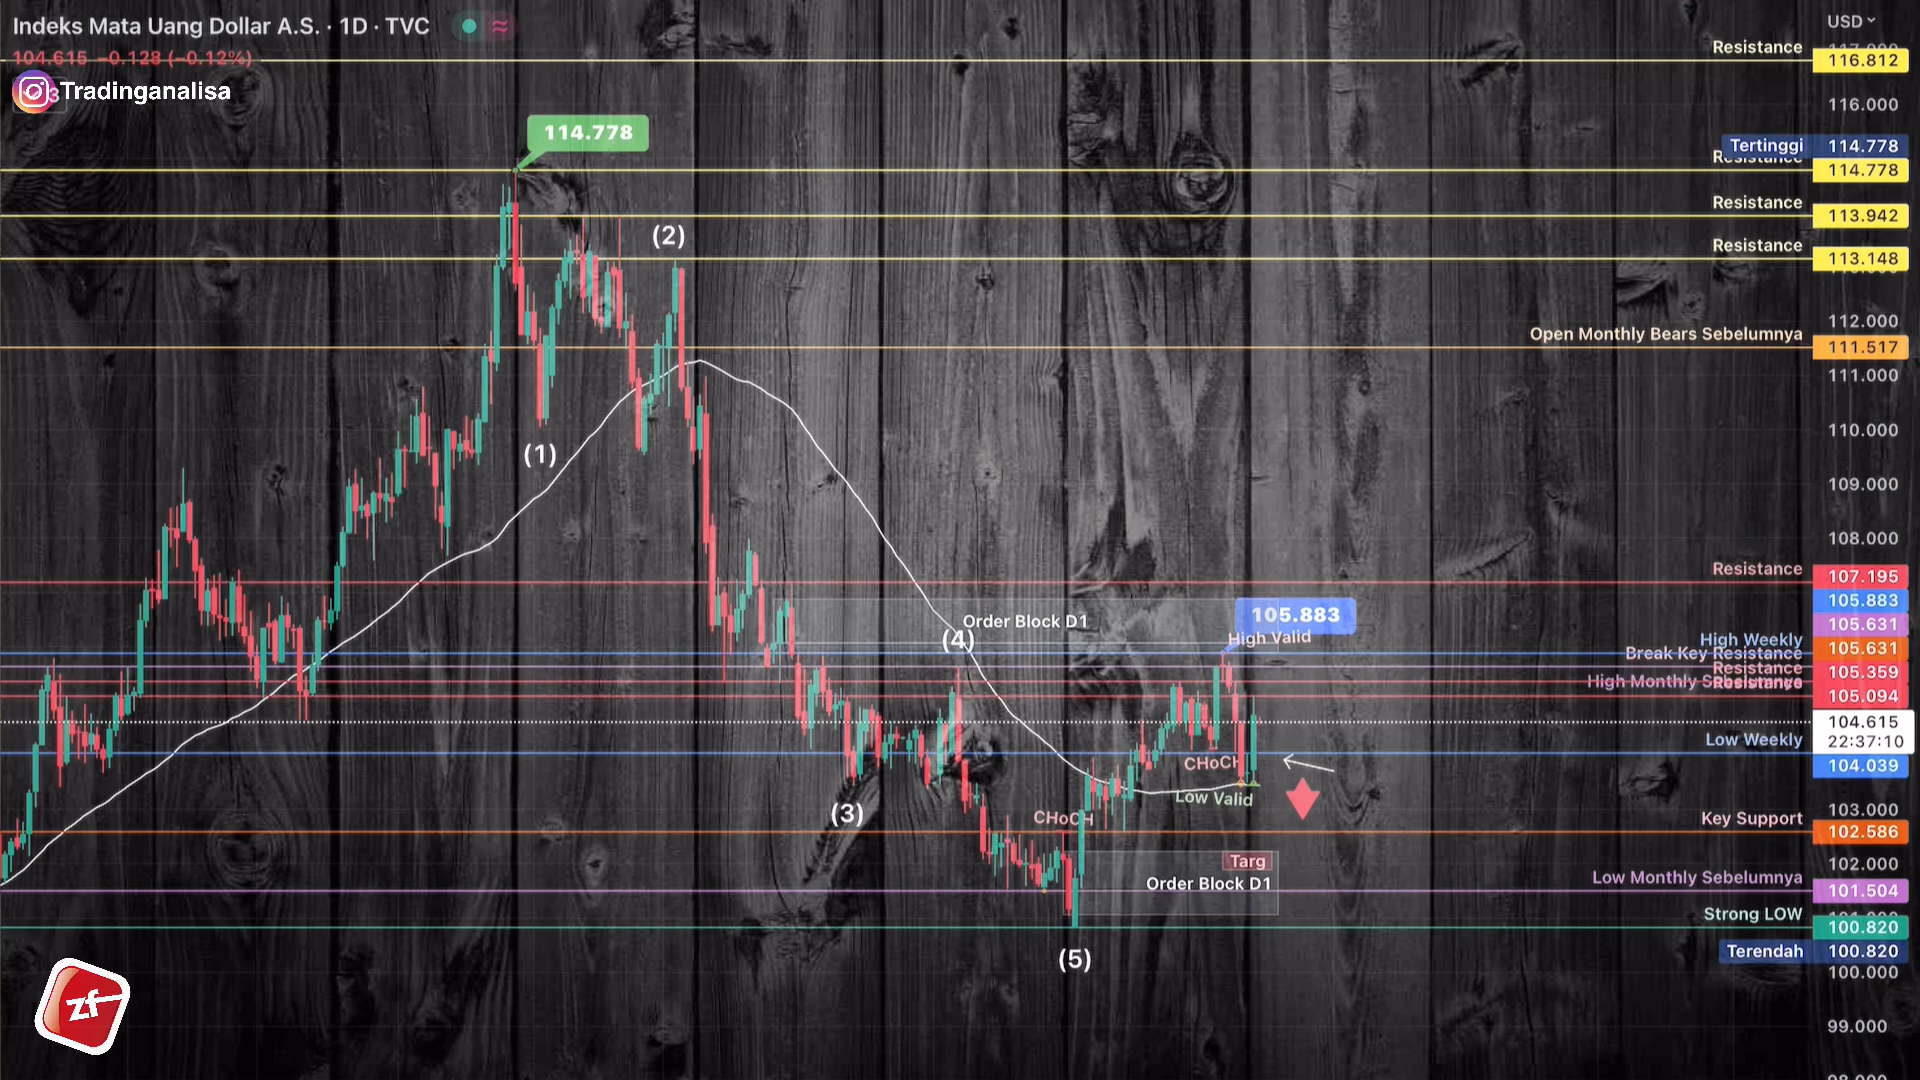 Indeks Mata Uang Dollar A.S. · 1D · TVC
104.615 −0.128 (−0.12%)
Tradinganalisa
USD
Resistance
116.812
116.000
114.778
Tertinggi 114.778
Resistance 114.778
Resistance
113.942
(2)
Resistance
113.148
112.000
Open Monthly Bears Sebelumnya
111.517
111.000
110.000
(1)
109.000
108.000
Resistance
107.195
105.883
Order Block D1
105.883
105.631
(4)
High Valid
High Weekly
105.631
Break Key Resistance
Resistance
105.359
High Monthly Sebelumnya
Resistance
105.094
104.615
22:37:10
Low Weekly
104.039
CHoCH
Low Valid
103.000
(3)
CHoCH
Key Support
102.586
Targ
102.000
Order Block D1
Low Monthly Sebelumnya
101.504
Strong LOW
100.820
Terendah 100.820
(5)
100.000
zf
99.000